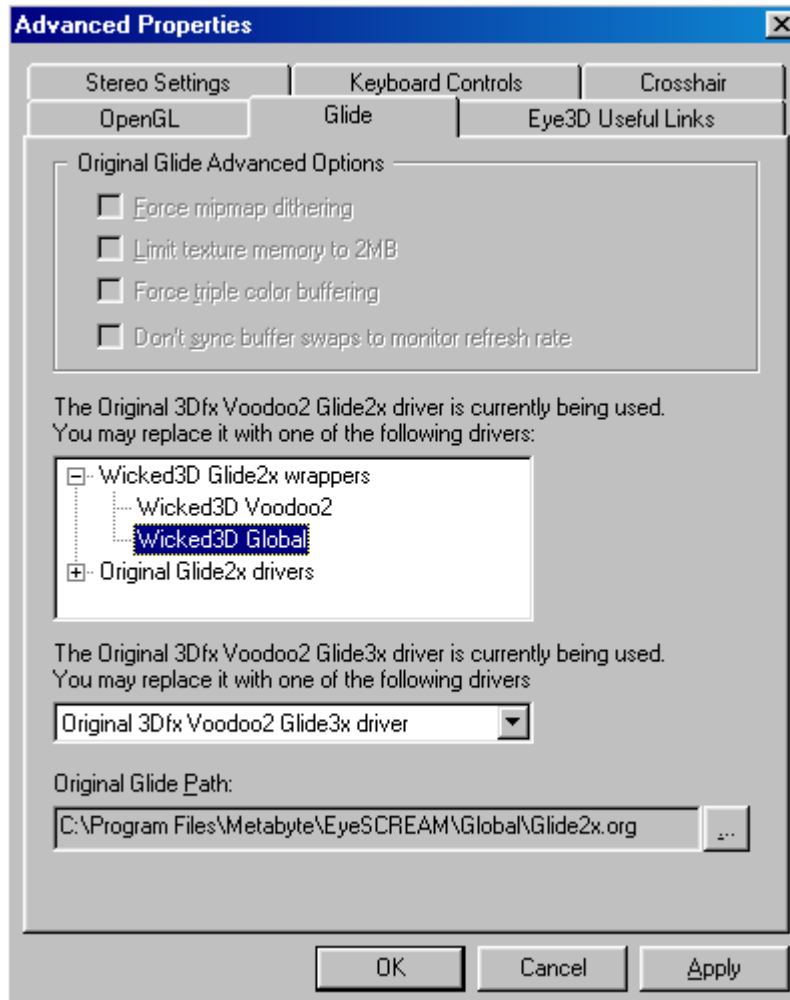 Advanced Properties
Stereo Settings
Keyboard Controls
Crosshair
OpenGL
Glide
Eye3D Useful Links
Original Glide Advanced Options
Force mipmap dithering
Limit texture memory to 2MB
Force triple color buffering
Don't sync buffer swaps to monitor refresh rate
The Original 3Dfx Voodoo2 Glide2x driver is currently being used.
You may replace it with one of the following drivers:
Wicked3D Glide2x wrappers
Wicked3D Voodoo2
Wicked3D Global
Original Glide2x drivers
The Original 3Dfx Voodoo2 Glide3x driver is currently being used.
You may replace it with one of the following drivers
Original 3Dfx Voodoo2 Glide3x driver
Original Glide Path:
C:\Program Files\Metabyte\EyeSCREAM\Global\Glide2x.org
...
OK
Cancel
Apply